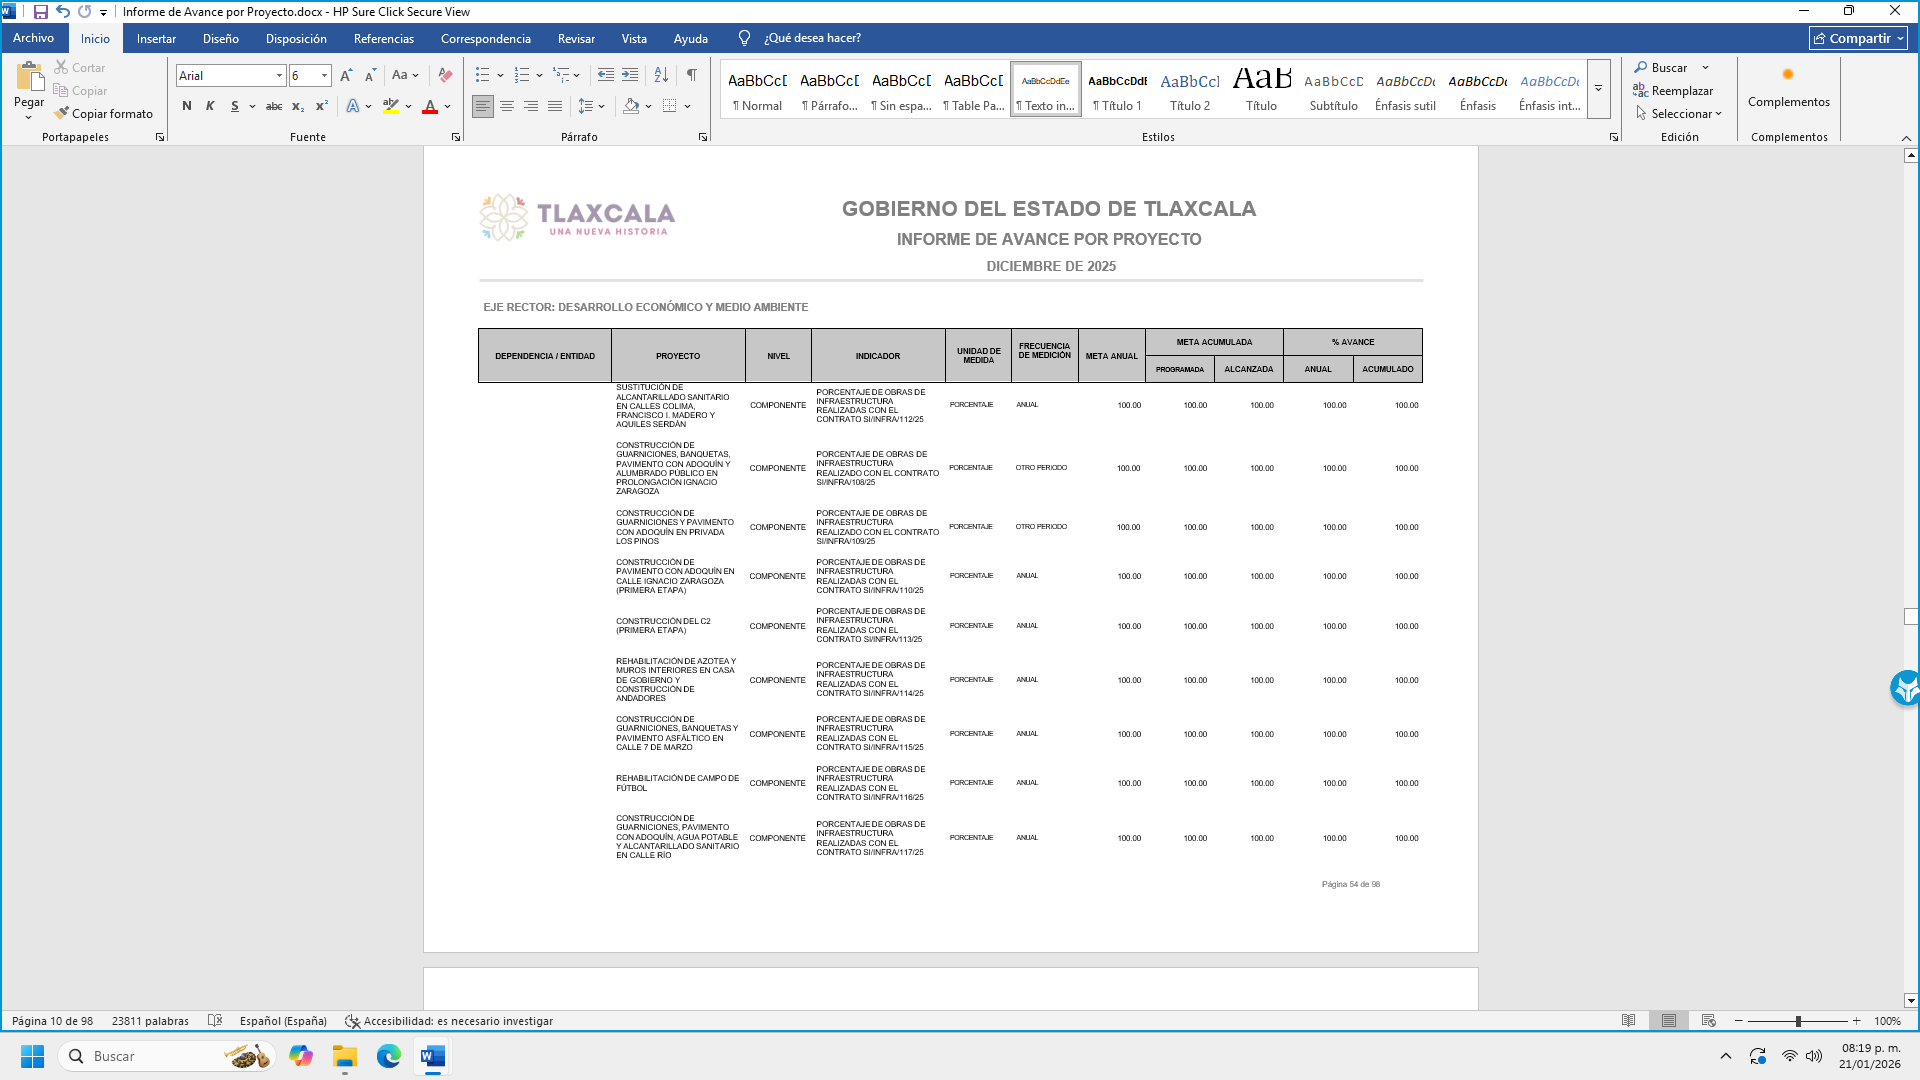 Informe de Avance por Proyecto.docx - HP Sure Click Secure View
Archivo
Inicio
Insertar
Diseño
Disposición
Referencias
Correspondencia
Revisar
Vista
Ayuda
¿Qué desea hacer?
Compartir
Pegar
Cortar
Copiar
Copiar formato
Portapapeles
Arial
6
Fuente
Párrafo
AaBbCcD
¶ Normal
AaBbCcD
¶ Párrafo...
AaBbCcD
¶ Sin espa...
AaBbCcD
¶ Table Pa...
AaBbCcDdEe
¶ Texto in...
AaBbCcDdE
¶ Título 1
AaBbCcI
Título 2
AaB
Título
AaBbCcD
Subtítulo
AaBbCcDa
Énfasis sutil
AaBbCcDa
Énfasis
AaBbCcDa
Énfasis int...
Estilos
Buscar
Reemplazar
Seleccionar
Edición
Complementos
Complementos
TLAXCALA
UNA NUEVA HISTORIA
GOBIERNO DEL ESTADO DE TLAXCALA
INFORME DE AVANCE POR PROYECTO
DICIEMBRE DE 2025
EJE RECTOR: DESARROLLO ECONÓMICO Y MEDIO AMBIENTE
DEPENDENCIA / ENTIDAD
PROYECTO
NIVEL
INDICADOR
UNIDAD DE
MEDIDA
FRECUENCIA
DE MEDICIÓN
META ANUAL
META ACUMULADA
PROGRAMADA
ALCANZADA
% AVANCE
ANUAL
ACUMULADO
SUSTITUCIÓN DE
ALCANTARILLADO SANITARIO
EN CALLES COLIMA,
FRANCISCO I. MADERO Y
AQUILES SERDÁN
COMPONENTE
PORCENTAJE DE OBRAS DE
INFRAESTRUCTURA
REALIZADAS CON EL
CONTRATO SI/INFRA/112/25
PORCENTAJE
ANUAL
100.00
100.00
100.00
100.00
100.00
CONSTRUCCIÓN DE
GUARNICIONES, BANQUETAS,
PAVIMENTO CON ADOQUÍN Y
ALUMBRADO PÚBLICO EN
PROLONGACIÓN IGNACIO
ZARAGOZA
COMPONENTE
PORCENTAJE DE OBRAS DE
INFRAESTRUCTURA
REALIZADO CON EL CONTRATO
SI/INFRA/108/25
PORCENTAJE
OTRO PERIODO
100.00
100.00
100.00
100.00
100.00
CONSTRUCCIÓN DE
GUARNICIONES Y PAVIMENTO
CON ADOQUÍN EN PRIVADA
LOS PINOS
COMPONENTE
PORCENTAJE DE OBRAS DE
INFRAESTRUCTURA
REALIZADO CON EL CONTRATO
SI/INFRA/109/25
PORCENTAJE
OTRO PERIODO
100.00
100.00
100.00
100.00
100.00
CONSTRUCCIÓN DE
PAVIMENTO CON ADOQUÍN EN
CALLE IGNACIO ZARAGOZA
(PRIMERA ETAPA)
COMPONENTE
PORCENTAJE DE OBRAS DE
INFRAESTRUCTURA
REALIZADAS CON EL
CONTRATO SI/INFRA/110/25
PORCENTAJE
ANUAL
100.00
100.00
100.00
100.00
100.00
CONSTRUCCIÓN DEL C2
(PRIMERA ETAPA)
COMPONENTE
PORCENTAJE DE OBRAS DE
INFRAESTRUCTURA
REALIZADAS CON EL
CONTRATO SI/INFRA/113/25
PORCENTAJE
ANUAL
100.00
100.00
100.00
100.00
100.00
REHABILITACIÓN DE AZOTEA Y
MUROS INTERIORES EN CASA
DE GOBIERNO Y
CONSTRUCCIÓN DE
ANDADORES
COMPONENTE
PORCENTAJE DE OBRAS DE
INFRAESTRUCTURA
REALIZADAS CON EL
CONTRATO SI/INFRA/114/25
PORCENTAJE
ANUAL
100.00
100.00
100.00
100.00
100.00
CONSTRUCCIÓN DE
GUARNICIONES, BANQUETAS Y
PAVIMENTO ASFÁLTICO EN
CALLE 7 DE MARZO
COMPONENTE
PORCENTAJE DE OBRAS DE
INFRAESTRUCTURA
REALIZADAS CON EL
CONTRATO SI/INFRA/115/25
PORCENTAJE
ANUAL
100.00
100.00
100.00
100.00
100.00
REHABILITACIÓN DE CAMPO DE
FÚTBOL
COMPONENTE
PORCENTAJE DE OBRAS DE
INFRAESTRUCTURA
REALIZADAS CON EL
CONTRATO SI/INFRA/116/25
PORCENTAJE
ANUAL
100.00
100.00
100.00
100.00
100.00
CONSTRUCCIÓN DE
GUARNICIONES, PAVIMENTO
CON ADOQUÍN, AGUA POTABLE
Y ALCANTARILLADO SANITARIO
EN CALLE RÍO
COMPONENTE
PORCENTAJE DE OBRAS DE
INFRAESTRUCTURA
REALIZADAS CON EL
CONTRATO SI/INFRA/117/25
PORCENTAJE
ANUAL
100.00
100.00
100.00
100.00
100.00
Página 54 de 98
Página 10 de 98
23811 palabras
Español (España)
Accesibilidad: es necesario investigar
100%
Buscar
08:19 p. m.
21/01/2026